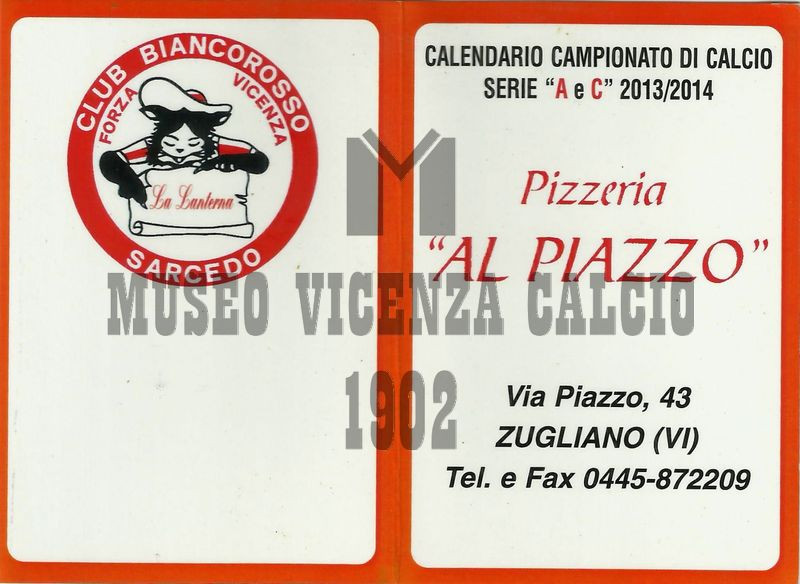 CLUB BIANCOROSSO
FORZA VICENZA
La Lanterna
SARCEDO
CALENDARIO CAMPIONATO DI CALCIO
SERIE "A e C" 2013/2014
Pizzeria
"AL PIAZZO"
Via Piazzo, 43
ZUGLIANO (VI)
Tel. e Fax 0445-872209
M
MUSEO VICENZA CALCIO
1902